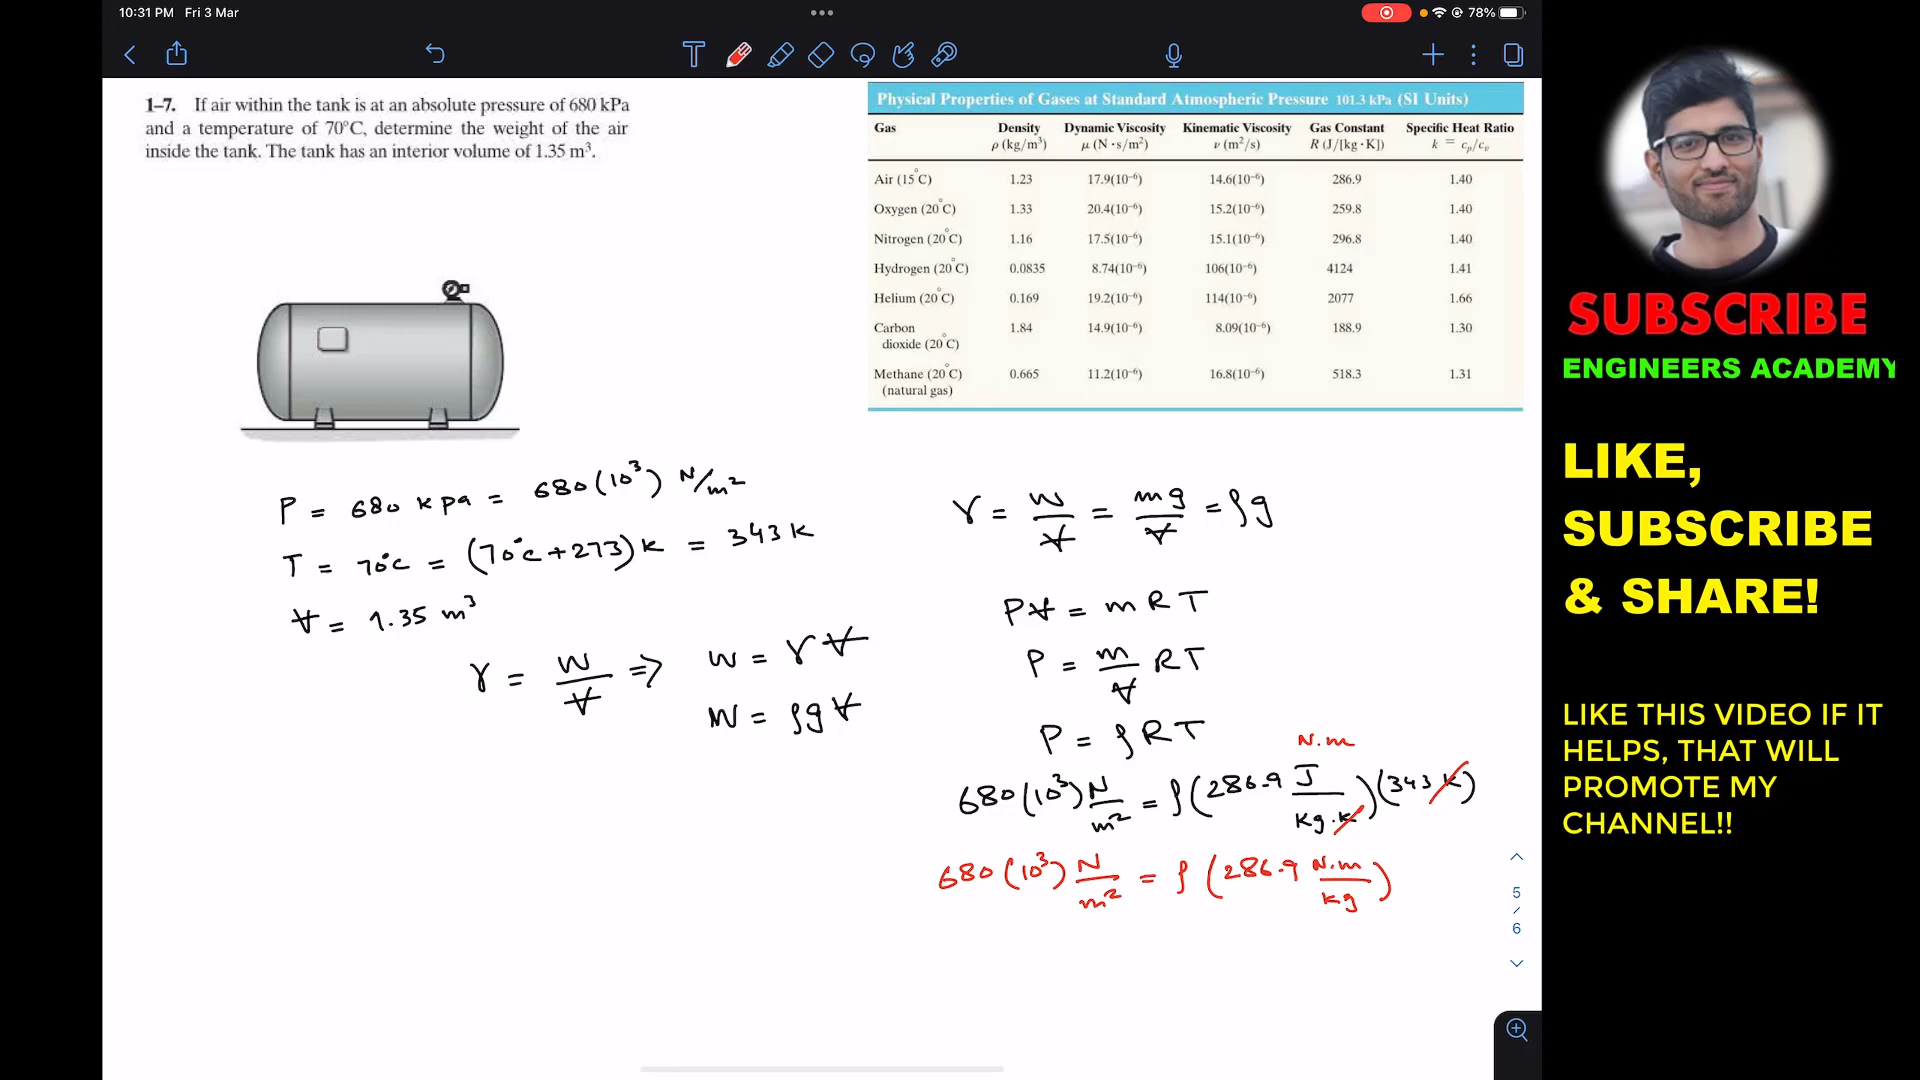 10:31 PM Fri 3 Mar
78%
1–7. If air within the tank is at an absolute pressure of 680 kPa
and a temperature of 70°C, determine the weight of the air
inside the tank. The tank has an interior volume of 1.35 m³.
Physical Properties of Gases at Standard Atmospheric Pressure 101.3 kPa (SI Units)
Gas Density Dynamic Viscosity Kinematic Viscosity Gas Constant Specific Heat Ratio
ρ (kg/m³) μ (N·s/m²) ν (m²/s) R (J/[kg·K]) k = cₚ/cᵥ
Air (15°C) 1.23 17.9(10⁻⁶) 14.6(10⁻⁶) 286.9 1.40
Oxygen (20°C) 1.33 20.4(10⁻⁶) 15.2(10⁻⁶) 259.8 1.40
Nitrogen (20°C) 1.16 17.5(10⁻⁶) 15.1(10⁻⁶) 296.8 1.40
Hydrogen (20°C) 0.0835 8.74(10⁻⁶) 106(10⁻⁶) 4124 1.41
Helium (20°C) 0.169 19.2(10⁻⁶) 114(10⁻⁶) 2077 1.66
Carbon 1.84 14.9(10⁻⁶) 8.09(10⁻⁶) 188.9 1.30
dioxide (20°C)
Methane (20°C) 0.665 11.2(10⁻⁶) 16.8(10⁻⁶) 518.3 1.31
(natural gas)
P = 680 kpa = 680(10³) N/m²
T = 70°c = (70°c+273)k = 343 k
V = 1.35 m³
γ = W/V ⇒ W = γV
W = ρgV
γ = W/V = mg/V = ρg
PV = mRT
P = m/V RT
P = ρRT
N.m
680(10³) N/m² = ρ(286.9 J/kg.k)(343 k)
680(10³) N/m² = ρ(286.9 N.m/kg)
5
/
6
SUBSCRIBE
ENGINEERS ACADEMY
LIKE,
SUBSCRIBE
& SHARE!
LIKE THIS VIDEO IF IT
HELPS, THAT WILL
PROMOTE MY
CHANNEL!!